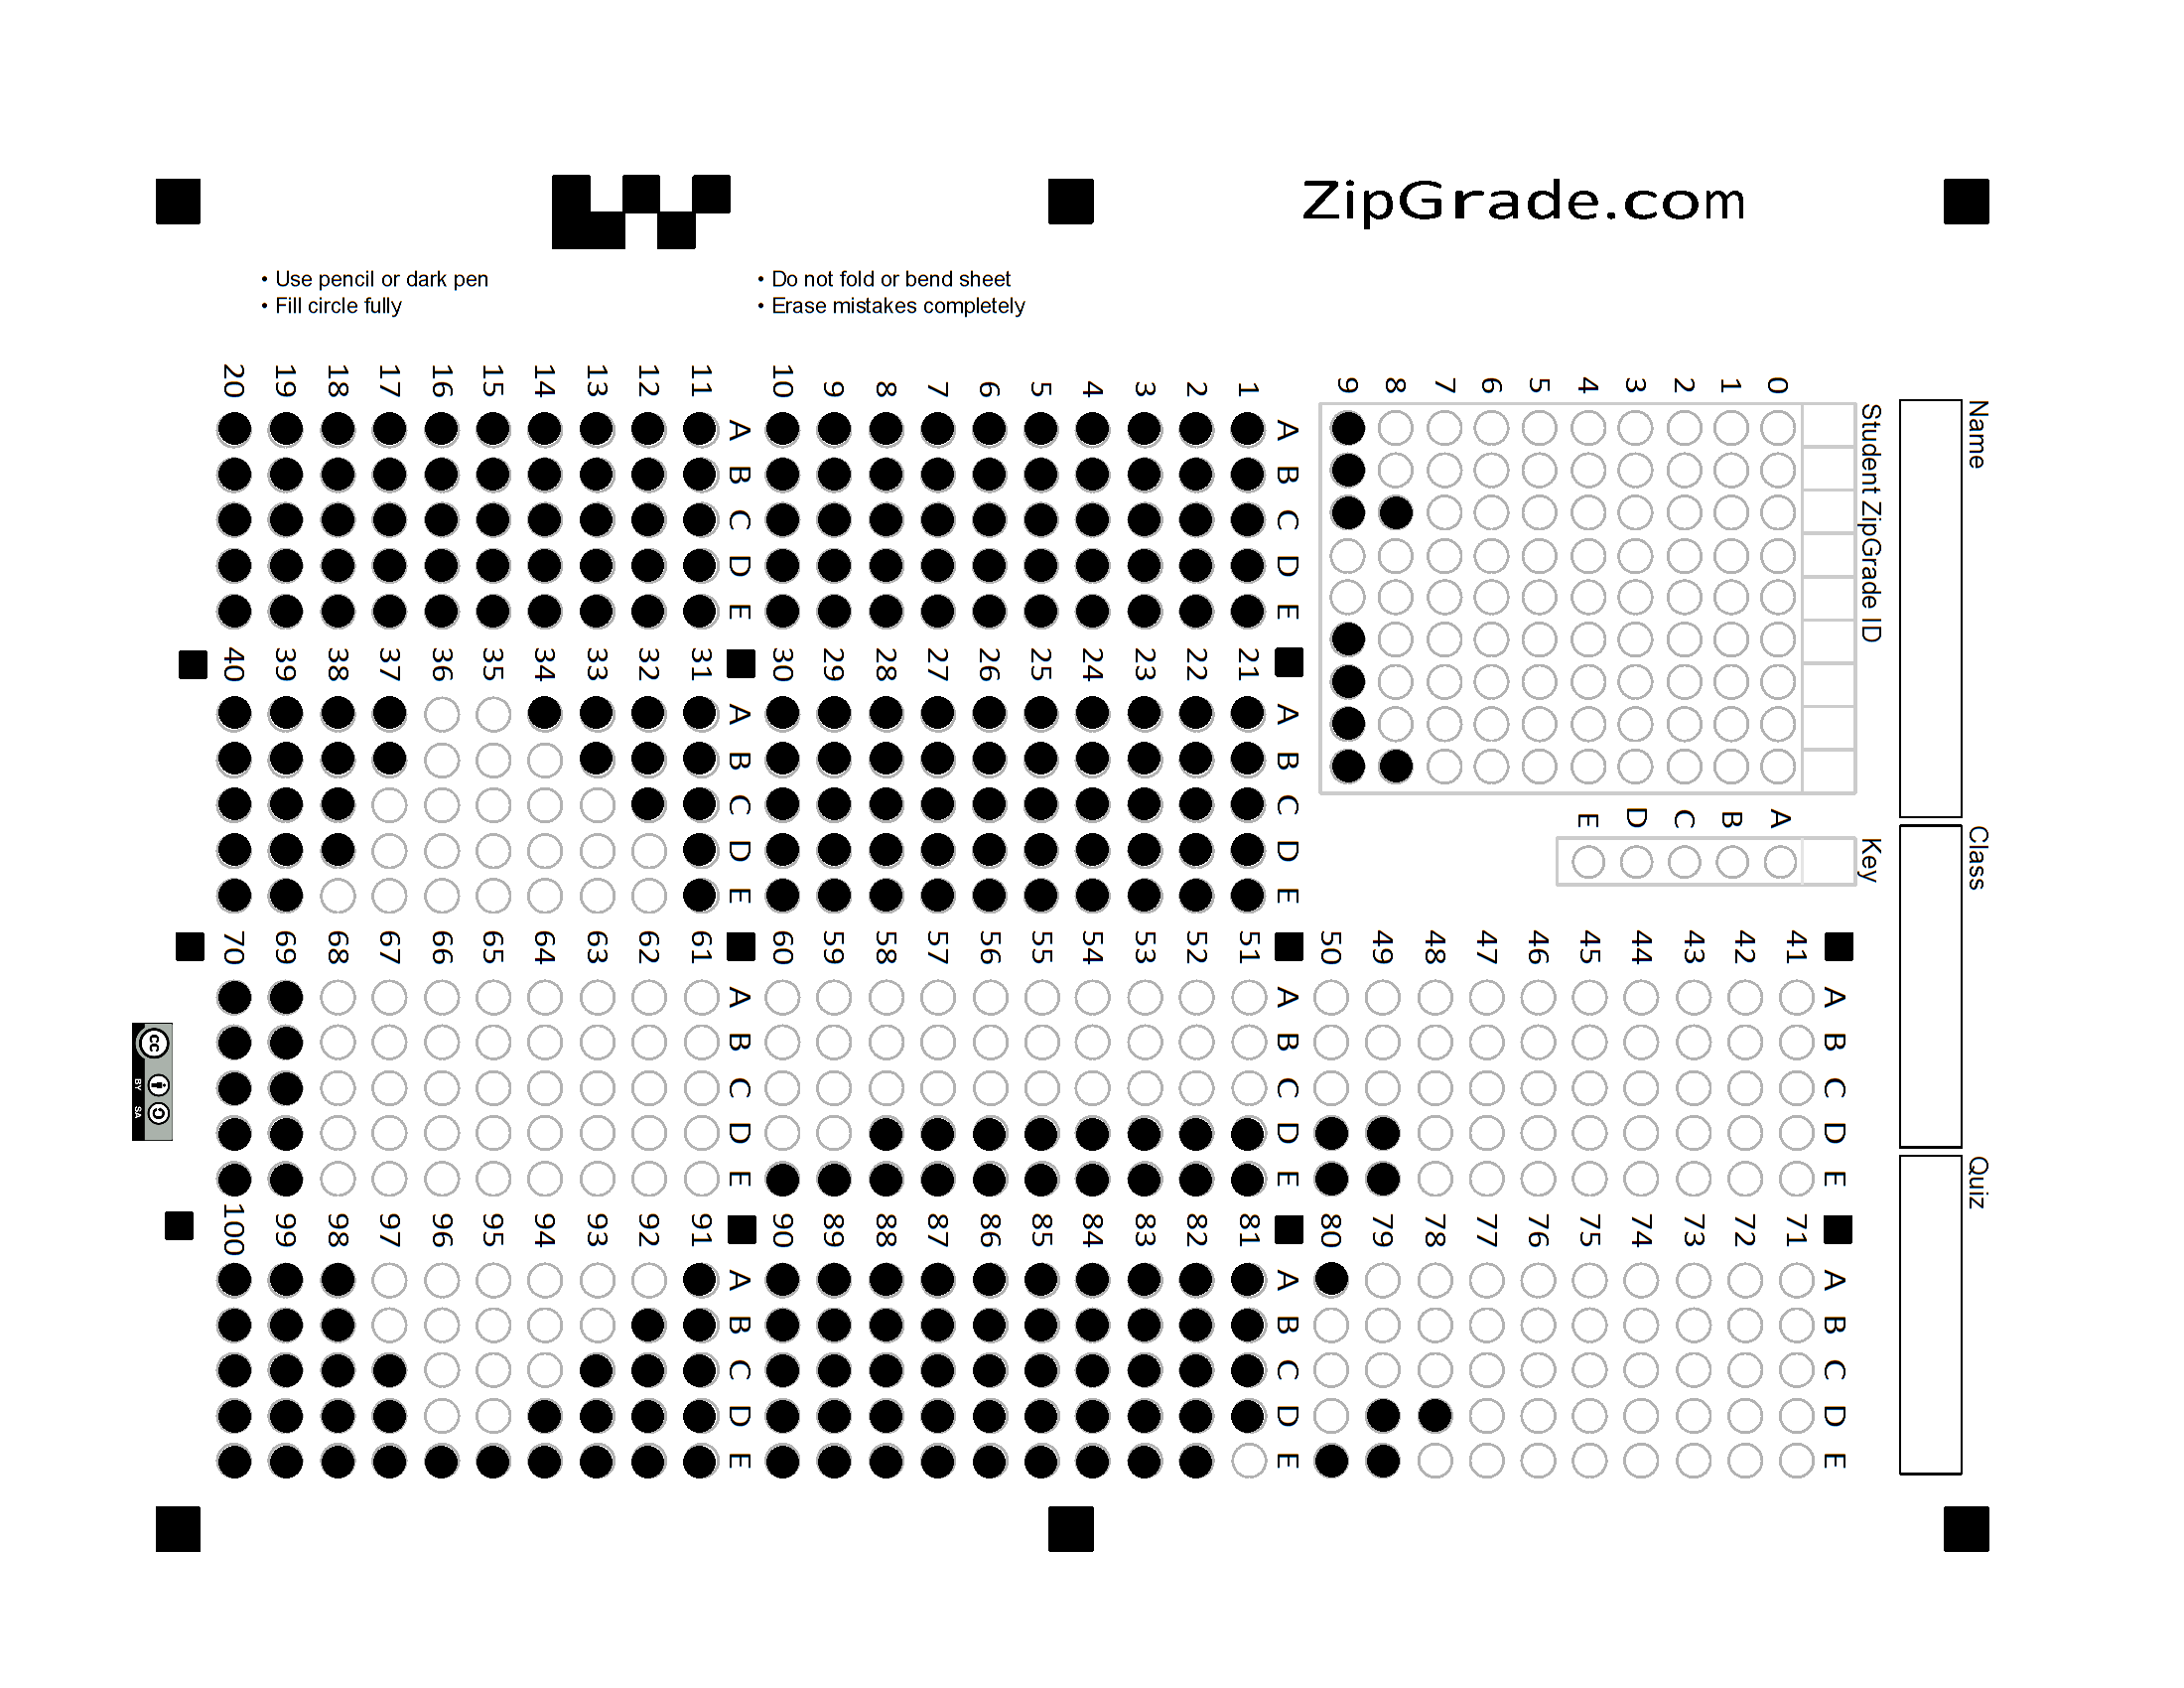 ZipGrade.com
• Use pencil or dark pen
• Fill circle fully
• Do not fold or bend sheet
• Erase mistakes completely
Name
Class
Quiz
Student ZipGrade ID
0 1 2 3 4 5 6 7 8 9
Key
A B C D E
A B C D E
1 2 3 4 5 6 7 8 9 10
A B C D E
11 12 13 14 15 16 17 18 19 20
A B C D E
21 22 23 24 25 26 27 28 29 30
A B C D E
31 32 33 34 35 36 37 38 39 40
A B C D E
41 42 43 44 45 46 47 48 49 50
A B C D E
51 52 53 54 55 56 57 58 59 60
A B C D E
61 62 63 64 65 66 67 68 69 70
A B C D E
71 72 73 74 75 76 77 78 79 80
A B C D E
81 82 83 84 85 86 87 88 89 90
A B C D E
91 92 93 94 95 96 97 98 99 100
cc
BY SA